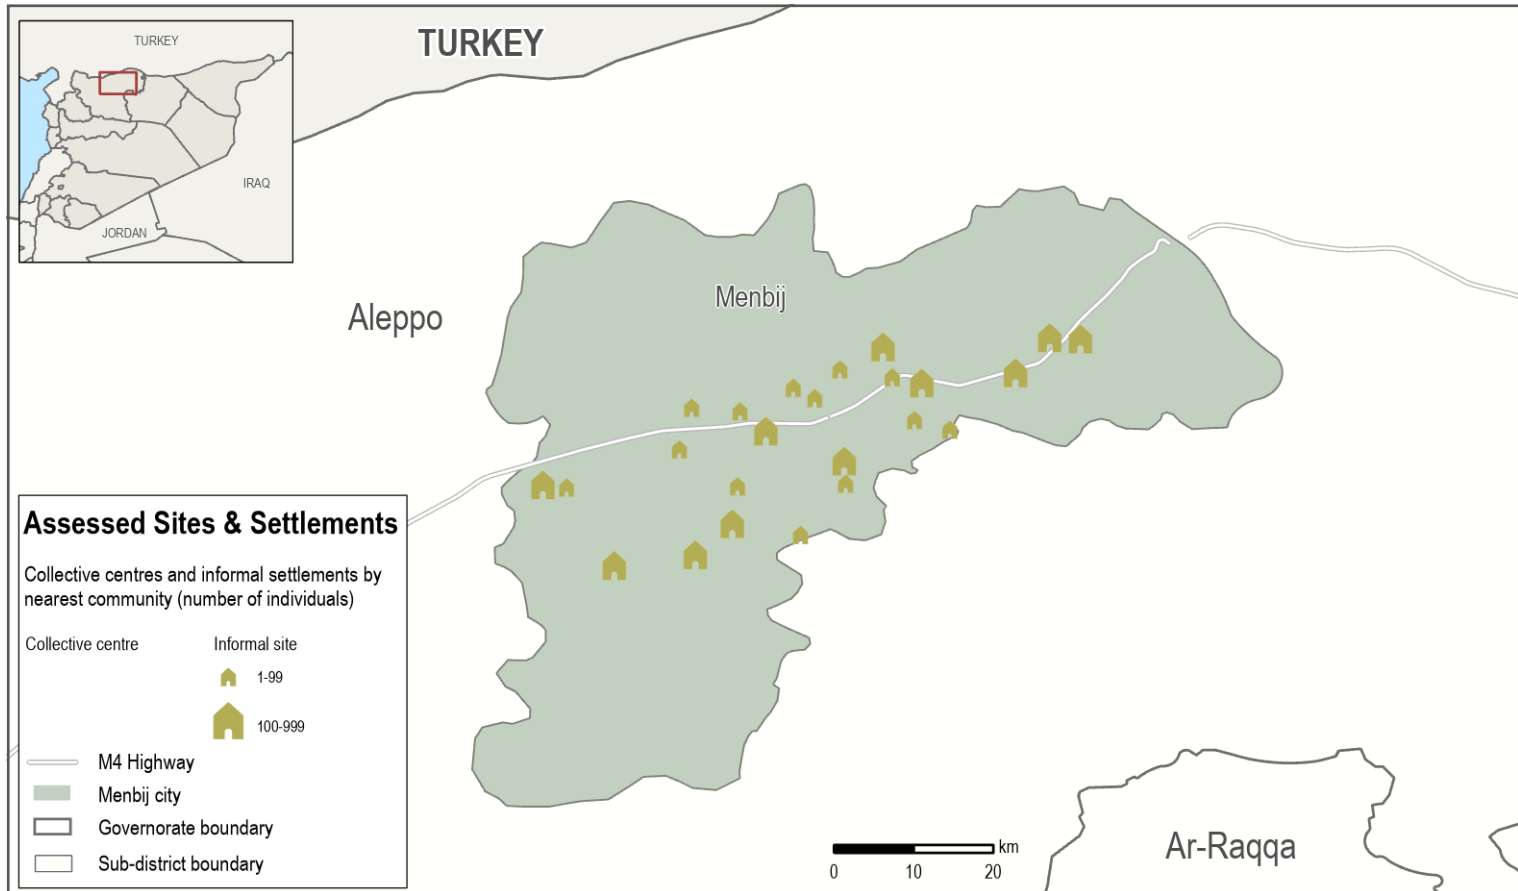 TURKEY
IRAQ
JORDAN
TURKEY
Aleppo
Menbij
Ar-Raqqa
Assessed Sites & Settlements
Collective centres and informal settlements by
nearest community (number of individuals)
Collective centre
Informal site
1-99
100-999
M4 Highway
Menbij city
Governorate boundary
Sub-district boundary
km
0 10 20